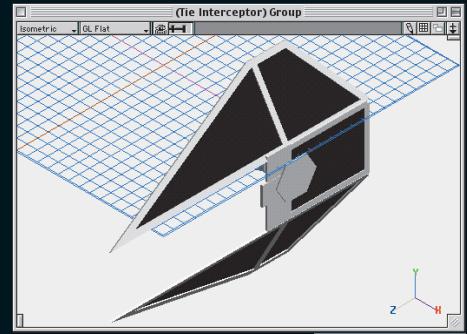 (Tie Interceptor) Group
Isometric GL Flat
Y
Z X